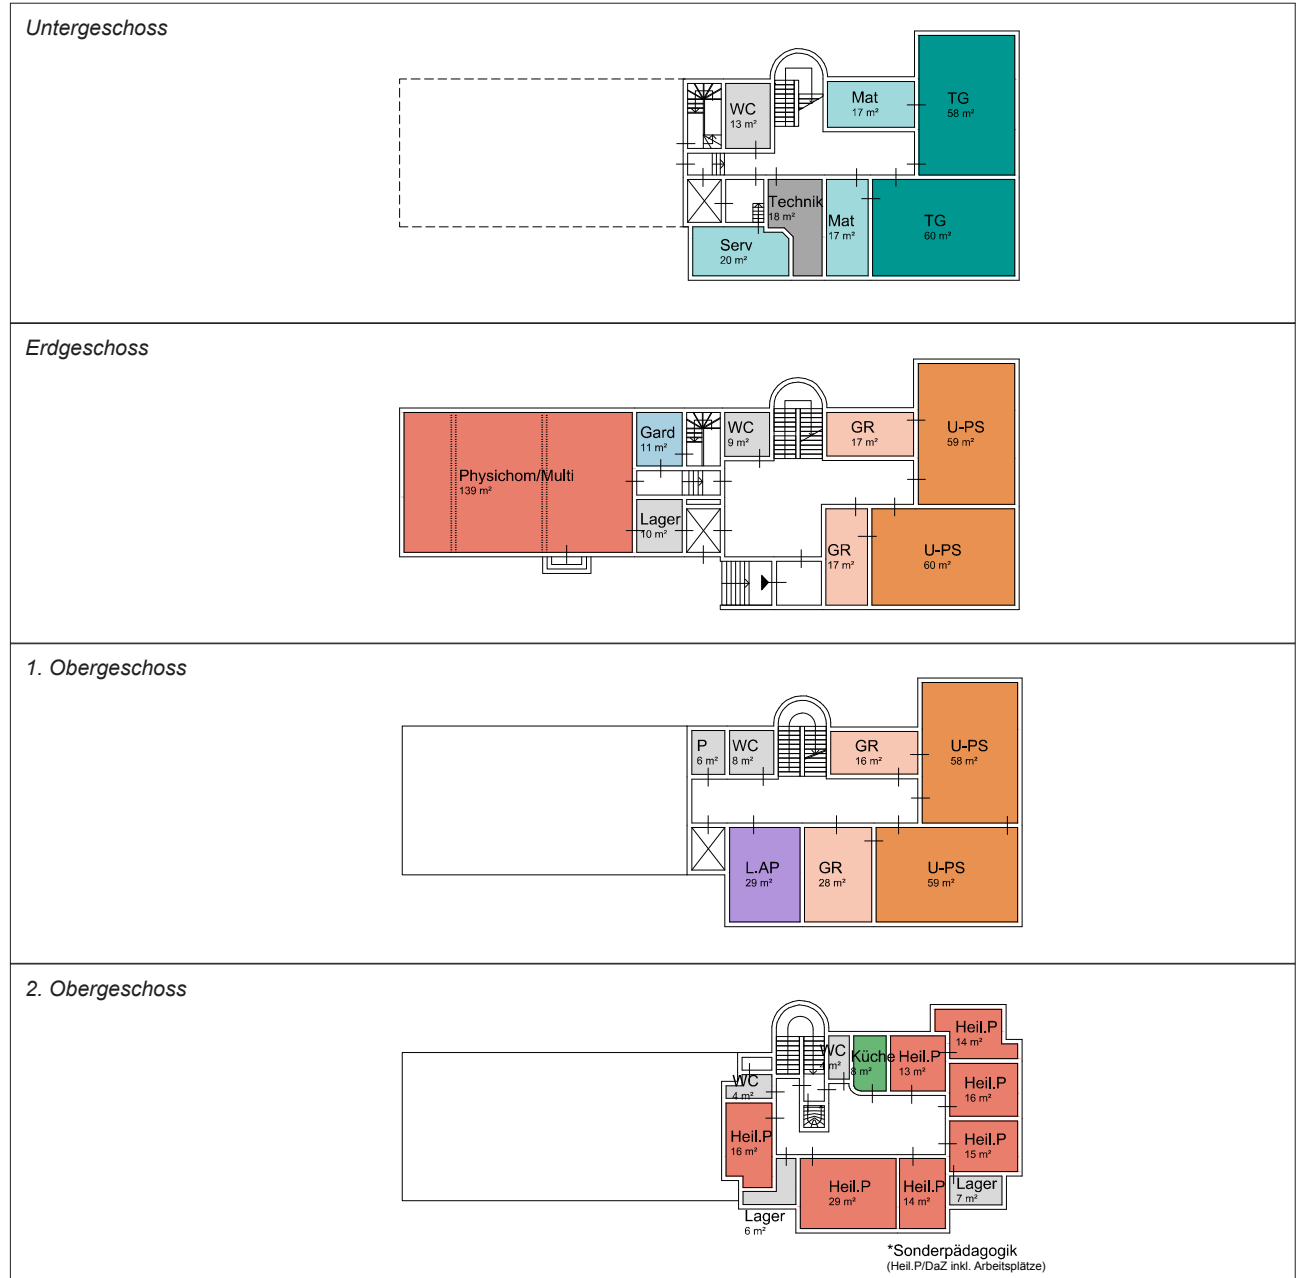 Untergeschoss
WC
13 m²
Mat
17 m²
TG
58 m²
Technik
18 m²
Mat
17 m²
TG
60 m²
Serv
20 m²
Erdgeschoss
Physichom/Multi
139 m²
Gard
11 m²
WC
9 m²
GR
17 m²
U-PS
59 m²
Lager
10 m²
GR
17 m²
U-PS
60 m²
1. Obergeschoss
P
6 m²
WC
8 m²
GR
16 m²
U-PS
58 m²
L.AP
29 m²
GR
28 m²
U-PS
59 m²
2. Obergeschoss
Heil.P
14 m²
WC
4 m²
Küche
8 m²
Heil.P
13 m²
WC
4 m²
Heil.P
16 m²
Heil.P
16 m²
Heil.P
15 m²
Heil.P
29 m²
Heil.P
14 m²
Lager
7 m²
Lager
6 m²
*Sonderpädagogik
(Heil.P/DaZ inkl. Arbeitsplätze)